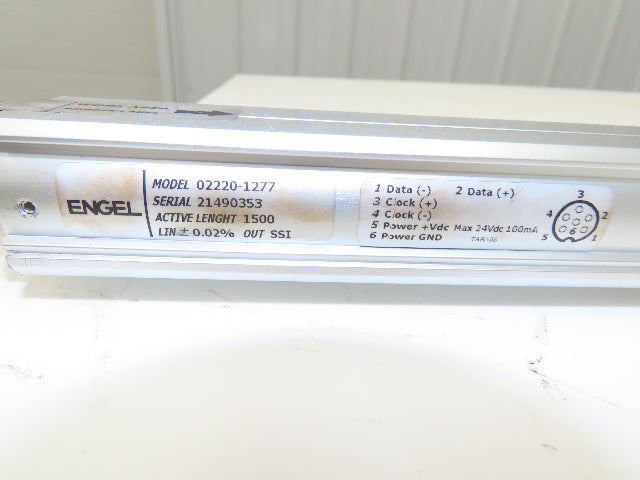 ENGEL
MODEL 02220-1277
SERIAL 21490353
ACTIVE LENGHT 1500
LIN ± 0.02% OUT SSI
1 Data (-) 2 Data (+)
3 Clock (+)
4 Clock (-)
5 Power +Vdc Max 24Vdc 100mA
6 Power GND TAR106
3
4 2
6
5 1